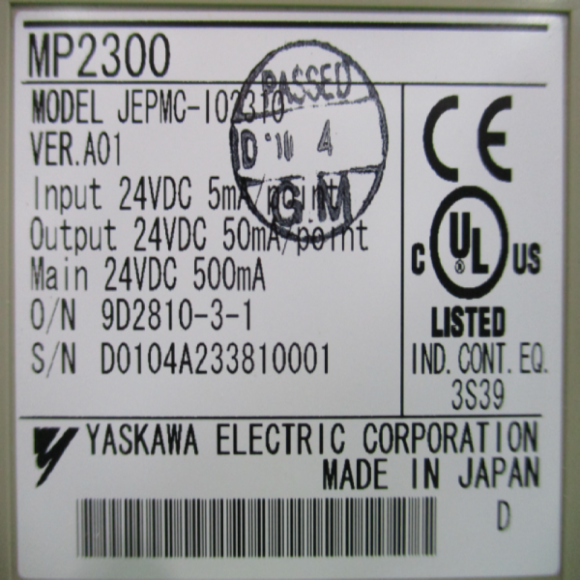 MP2300
MODEL JEPMC-IO2310
VER.A01
Input 24VDC 5mA/point
Output 24VDC 50mA/point
Main 24VDC 500mA
O/N 9D2810-3-1
S/N D0104A233810001
PASSED
D '10 4
G.M
CE
C UL US
®
LISTED
IND. CONT. EQ.
3S39
YASKAWA ELECTRIC CORPORATION
MADE IN JAPAN
D